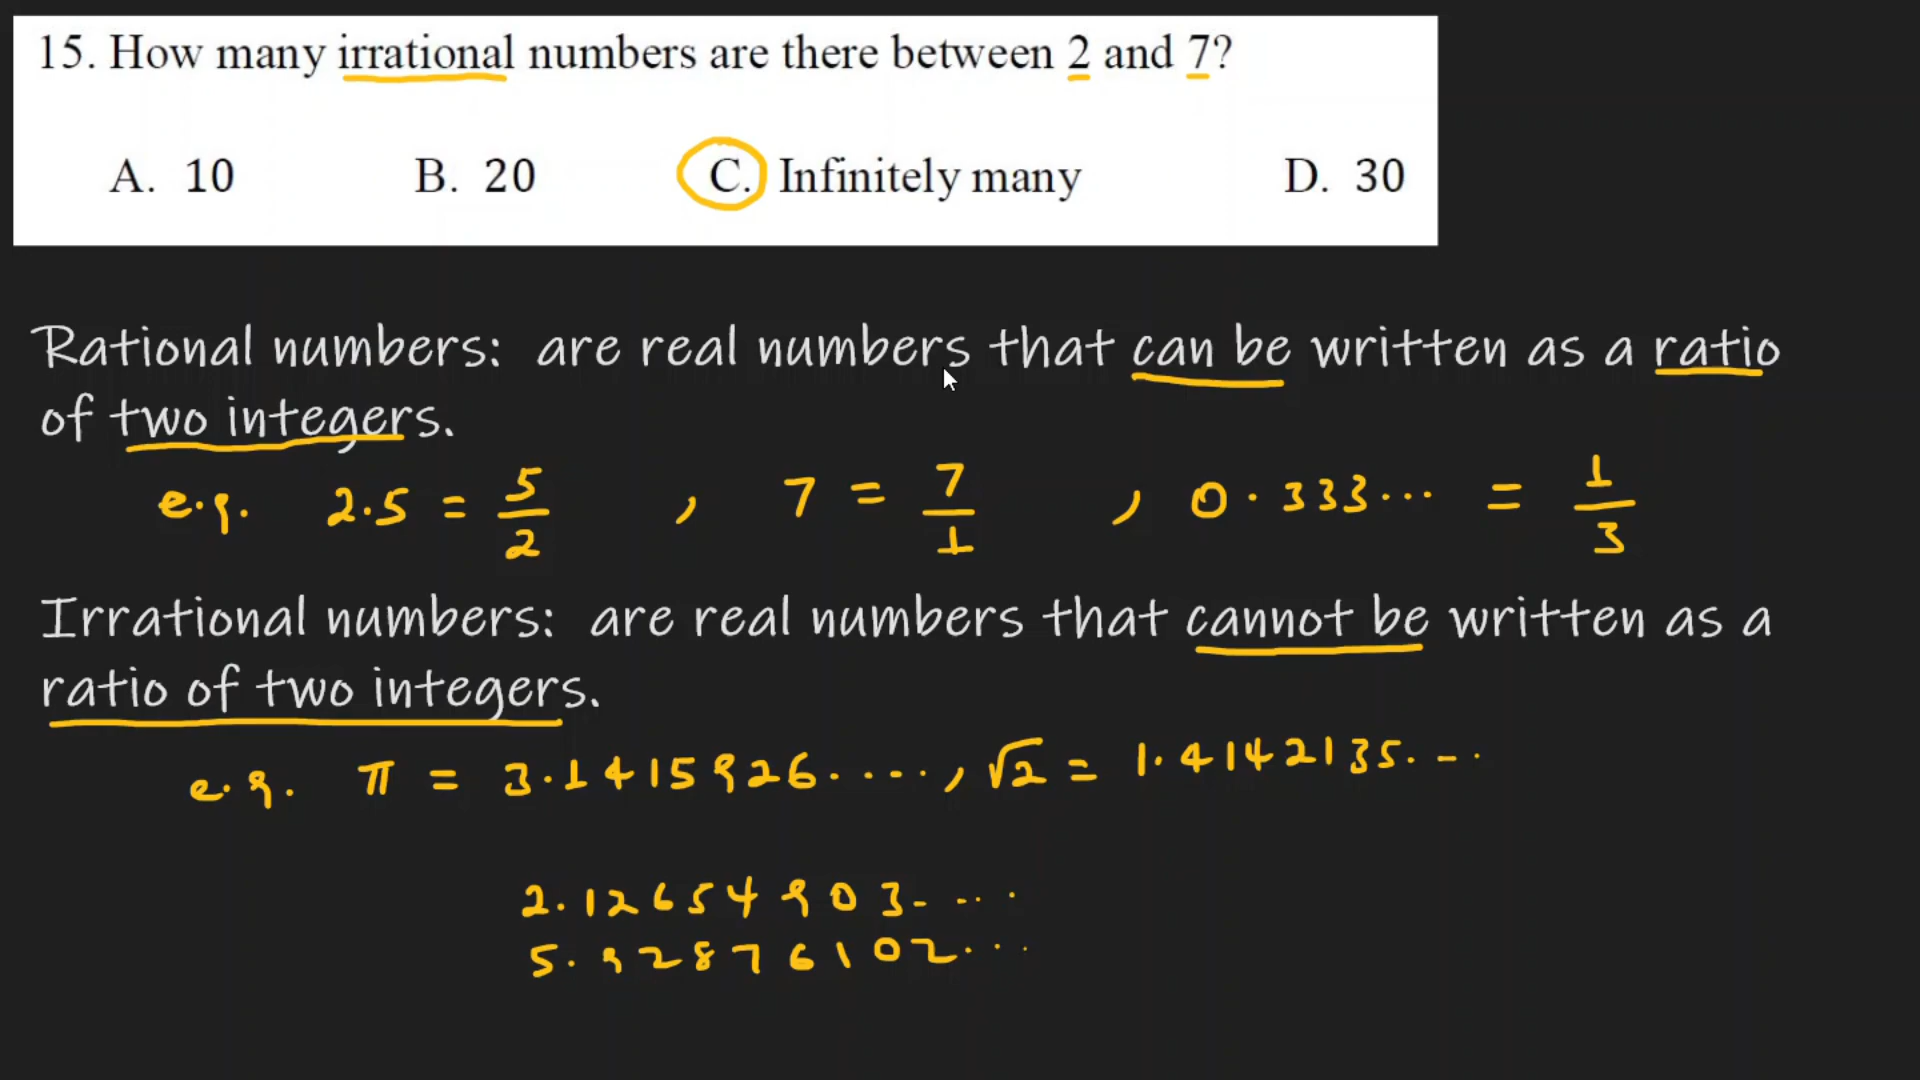 15. How many irrational numbers are there between 2 and 7?
A. 10 B. 20 C. Infinitely many D. 30
Rational numbers: are real numbers that can be written as a ratio
of two integers.
e.g. 2.5 = 5/2 , 7 = 7/1 , 0.333... = 1/3
Irrational numbers: are real numbers that cannot be written as a
ratio of two integers.
e.g. π = 3.1415926...., √2 = 1.4142135...
2.12654903....
5.92876102...